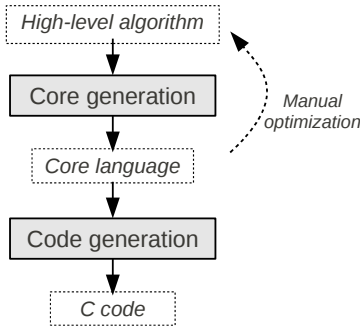 High-level algorithm
Core generation
Manual
optimization
Core language
Code generation
C code